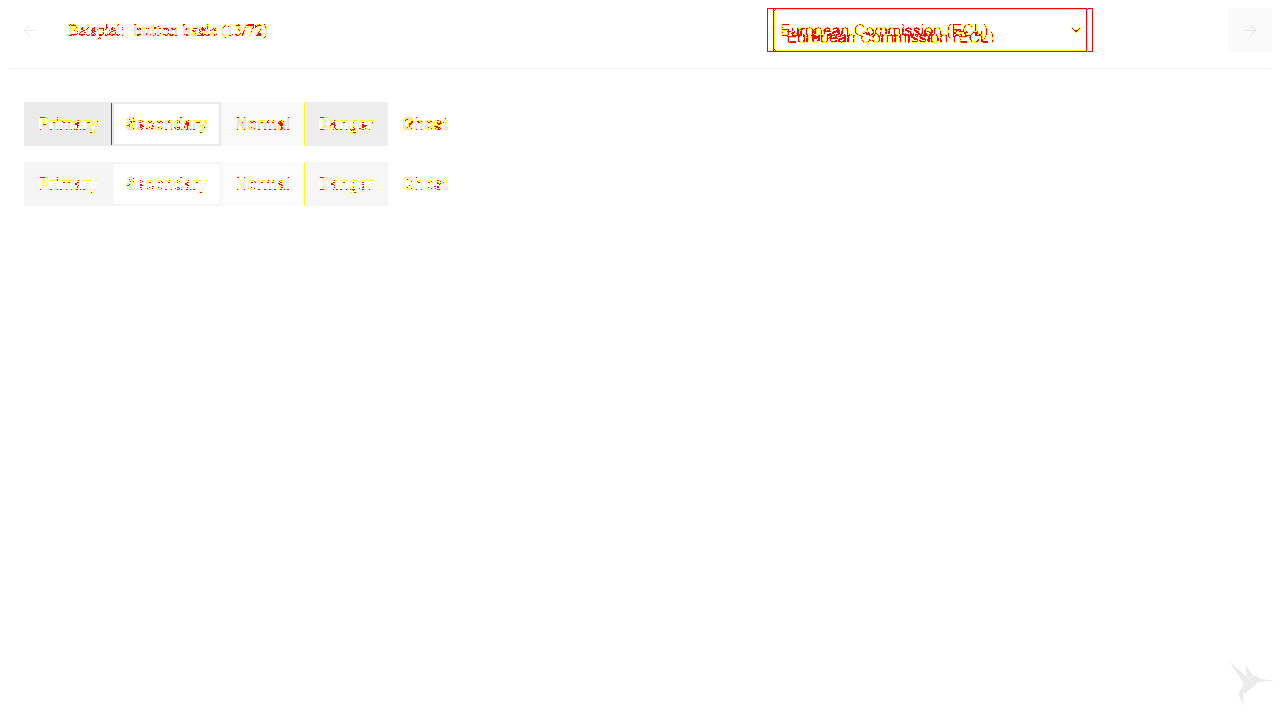 Beispiel: button basic (13/72)
European Commission (ECL)
European Commission (ECL)
Primary Secondary Normal Danger Ghost
Primary Secondary Normal Danger Ghost